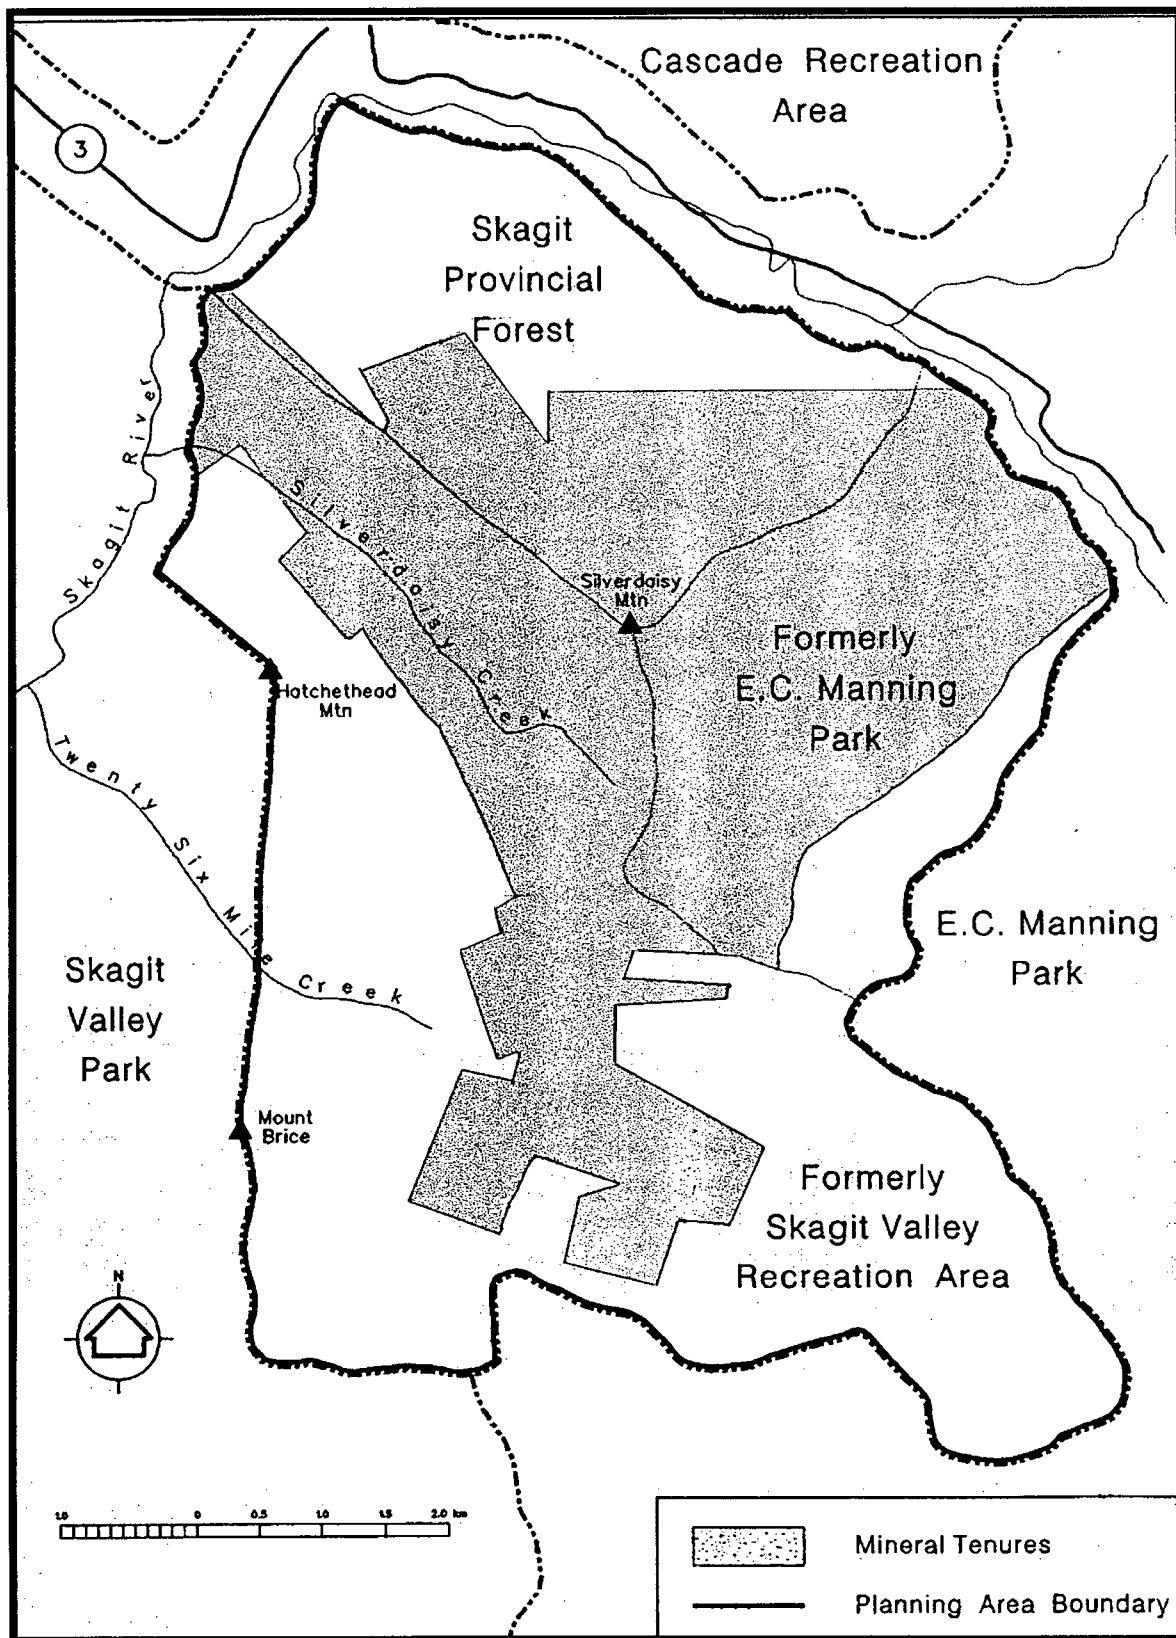 Cascade Recreation
Area
3
Skagit
Provincial
Forest
Skagit River
Silverdaisy Creek
Silverdaisy
Mtn
Formerly
E.C. Manning
Park
Hatchethead
Mtn
Twenty Six Mile Creek
E.C. Manning
Park
Skagit
Valley
Park
Mount
Brice
Formerly
Skagit Valley
Recreation Area
N
1.0 0 0.5 1.0 1.5 2.0 km
Mineral Tenures
Planning Area Boundary